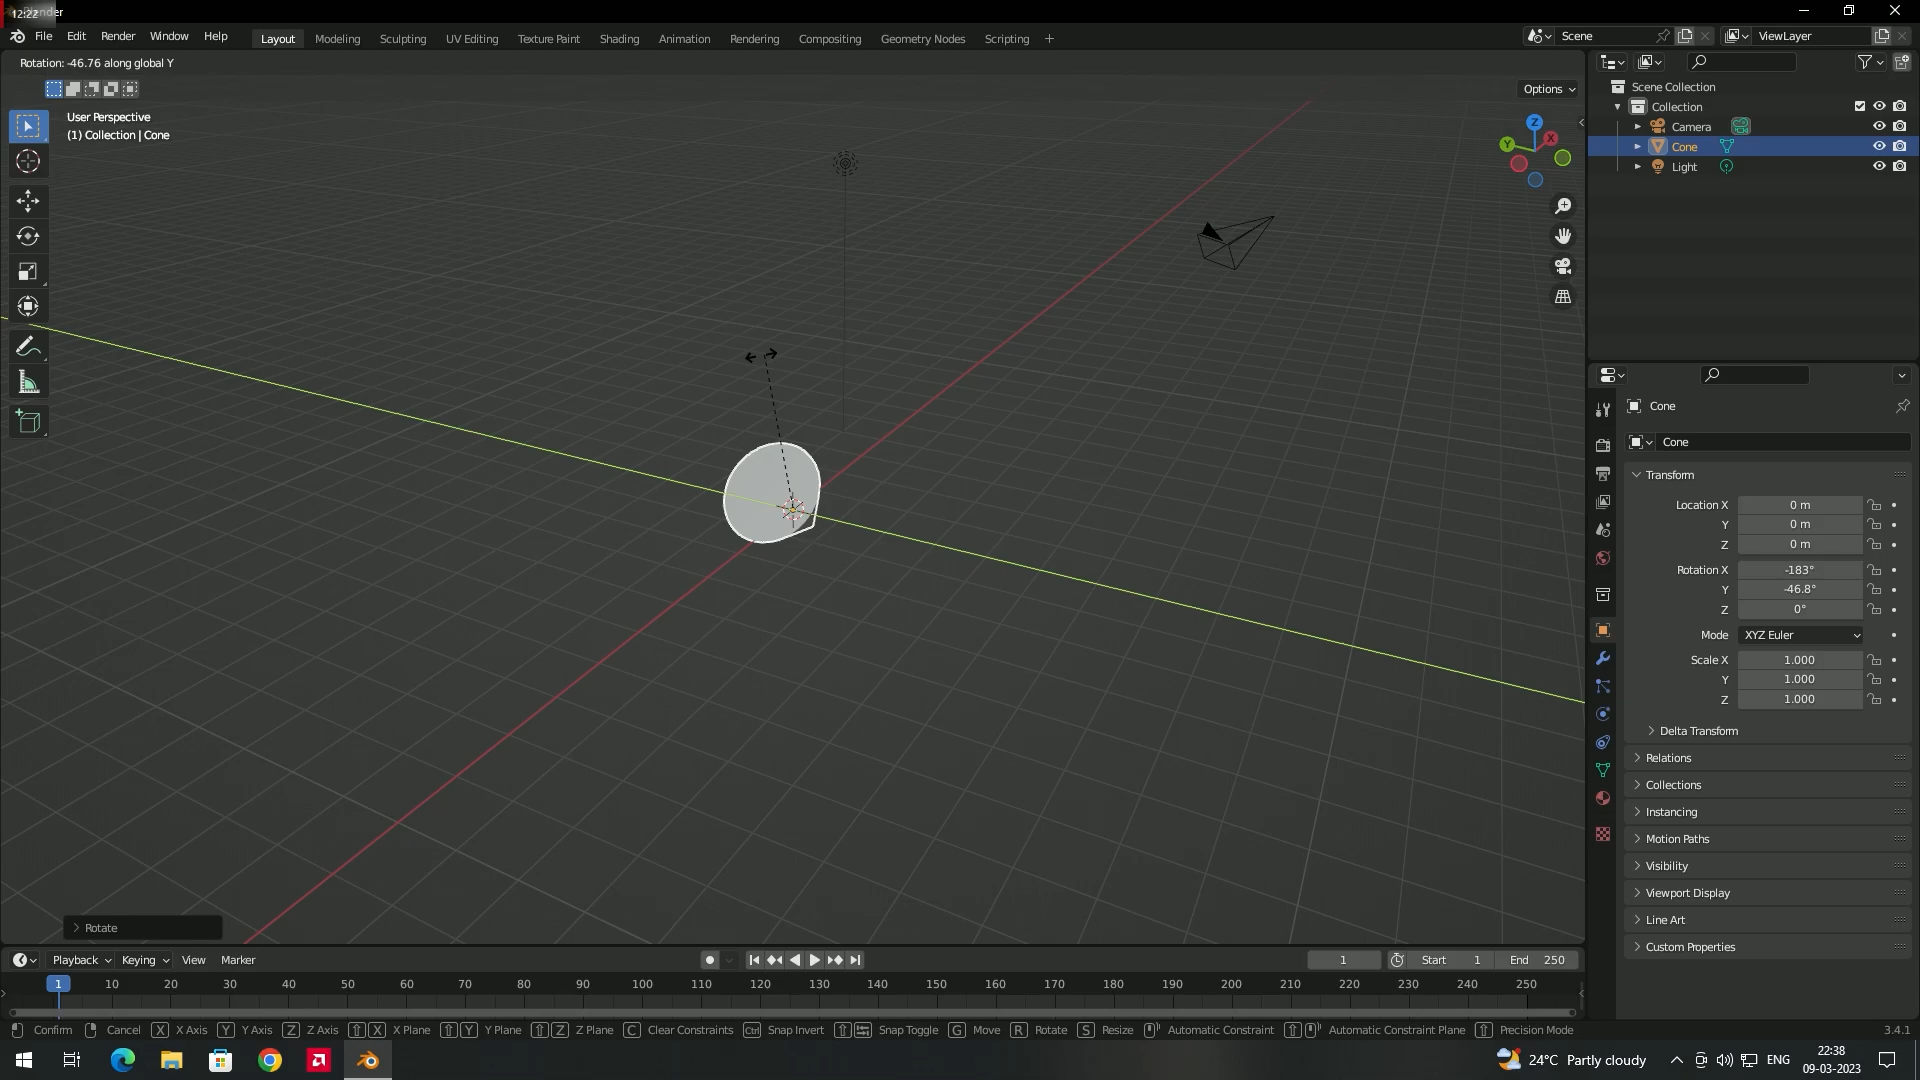 12:22
Blender
File Edit Render Window Help Layout Modeling Sculpting UV Editing Texture Paint Shading Animation Rendering Compositing Geometry Nodes Scripting + Scene ViewLayer
Rotation: -46.76 along global Y
Options
User Perspective
(1) Collection | Cone
Z
X
Y
Scene Collection
Collection
Camera
Cone
Light
Cone
Cone
Transform
Location X 0 m
Y 0 m
Z 0 m
Rotation X -183°
Y -46.8°
Z 0°
Mode XYZ Euler
Scale X 1.000
Y 1.000
Z 1.000
Delta Transform
Relations
Collections
Instancing
Motion Paths
Visibility
Viewport Display
Line Art
Custom Properties
Rotate
Playback Keying View Marker 1 Start 1 End 250
1 10 20 30 40 50 60 70 80 90 100 110 120 130 140 150 160 170 180 190 200 210 220 230 240 250
Confirm Cancel X X Axis Y Y Axis Z Z Axis X X Plane Y Y Plane Z Z Plane C Clear Constraints Ctrl Snap Invert Snap Toggle G Move R Rotate S Resize Automatic Constraint Automatic Constraint Plane Precision Mode 3.4.1
24°C Partly cloudy ENG 22:38
09-03-2023